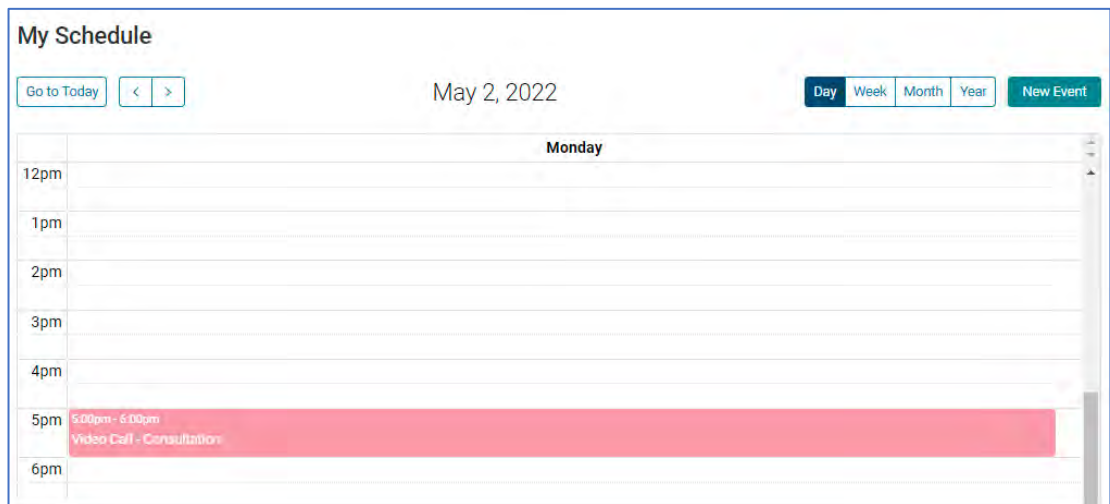 My Schedule
Go to Today < > May 2, 2022 Day Week Month Year New Event
Monday
12pm
1pm
2pm
3pm
4pm
5pm 5:00pm - 6:00pm
Video Call - Consultation
6pm